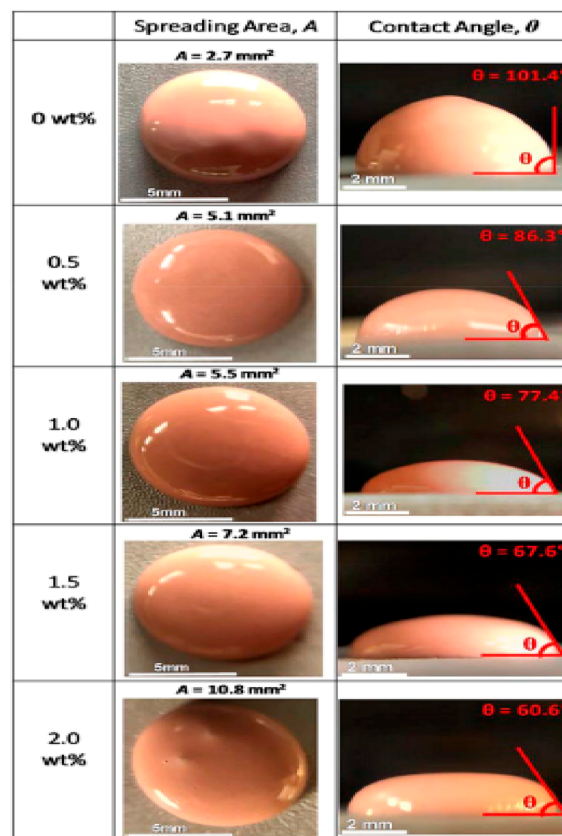 Spreading Area, A
Contact Angle, θ
0 wt%
A = 2.7 mm²
5mm
θ = 101.4°
θ
2 mm
0.5
wt%
A = 5.1 mm²
5mm
θ = 86.3°
θ
2 mm
1.0
wt%
A = 5.5 mm²
5mm
θ = 77.4°
θ
2 mm
1.5
wt%
A = 7.2 mm²
5mm
θ = 67.6°
θ
2 mm
2.0
wt%
A = 10.8 mm²
5mm
θ = 60.6°
θ
2 mm